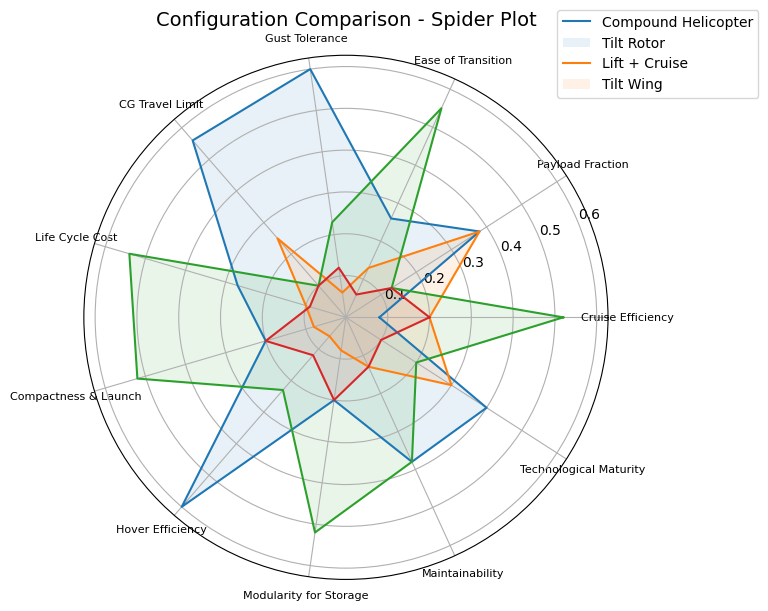 Configuration Comparison - Spider Plot
Compound Helicopter
Tilt Rotor
Lift + Cruise
Tilt Wing
Gust Tolerance
Ease of Transition
CG Travel Limit
Payload Fraction
0.6
0.5
0.4
0.3
0.2
0.1
Life Cycle Cost
Cruise Efficiency
Compactness & Launch
Technological Maturity
Hover Efficiency
Maintainability
Modularity for Storage